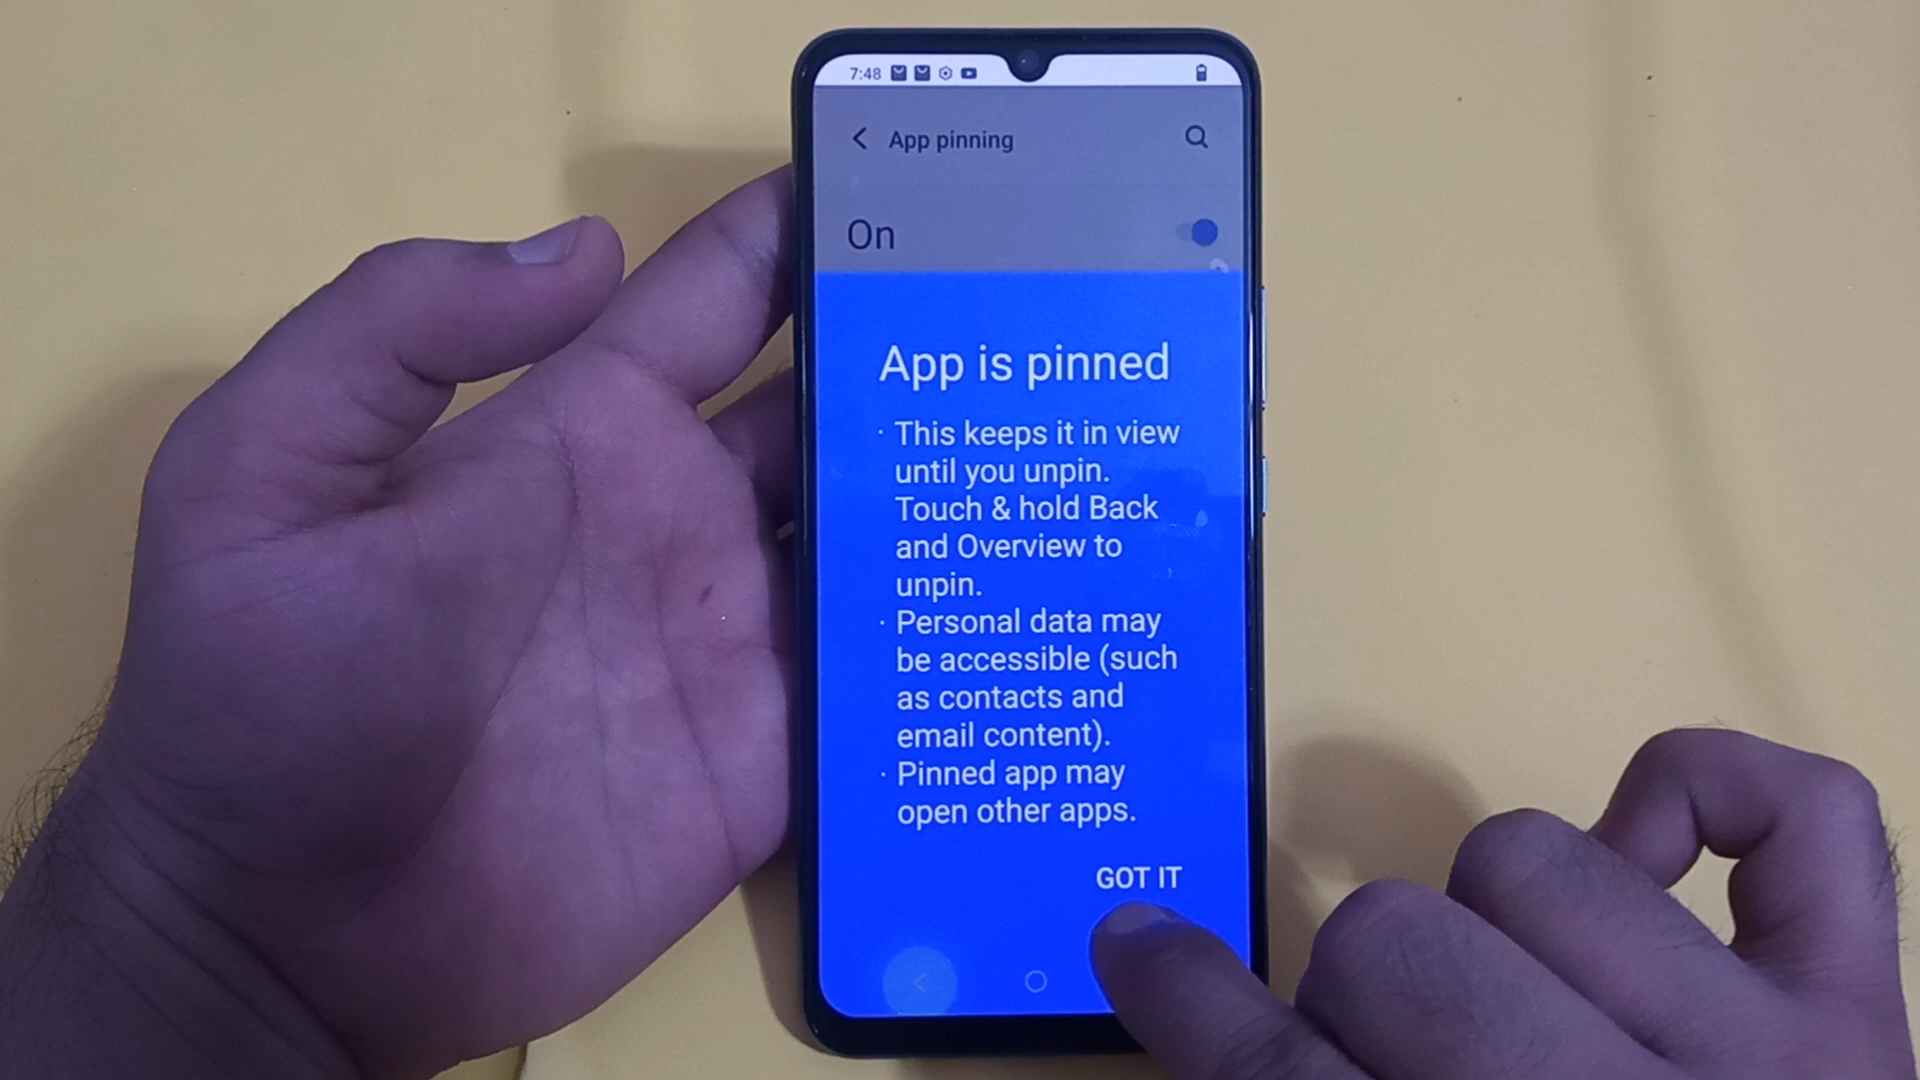 7:48
App pinning
On
App is pinned
· This keeps it in view
until you unpin.
Touch & hold Back
and Overview to
unpin.
· Personal data may
be accessible (such
as contacts and
email content).
· Pinned app may
open other apps.
GOT IT